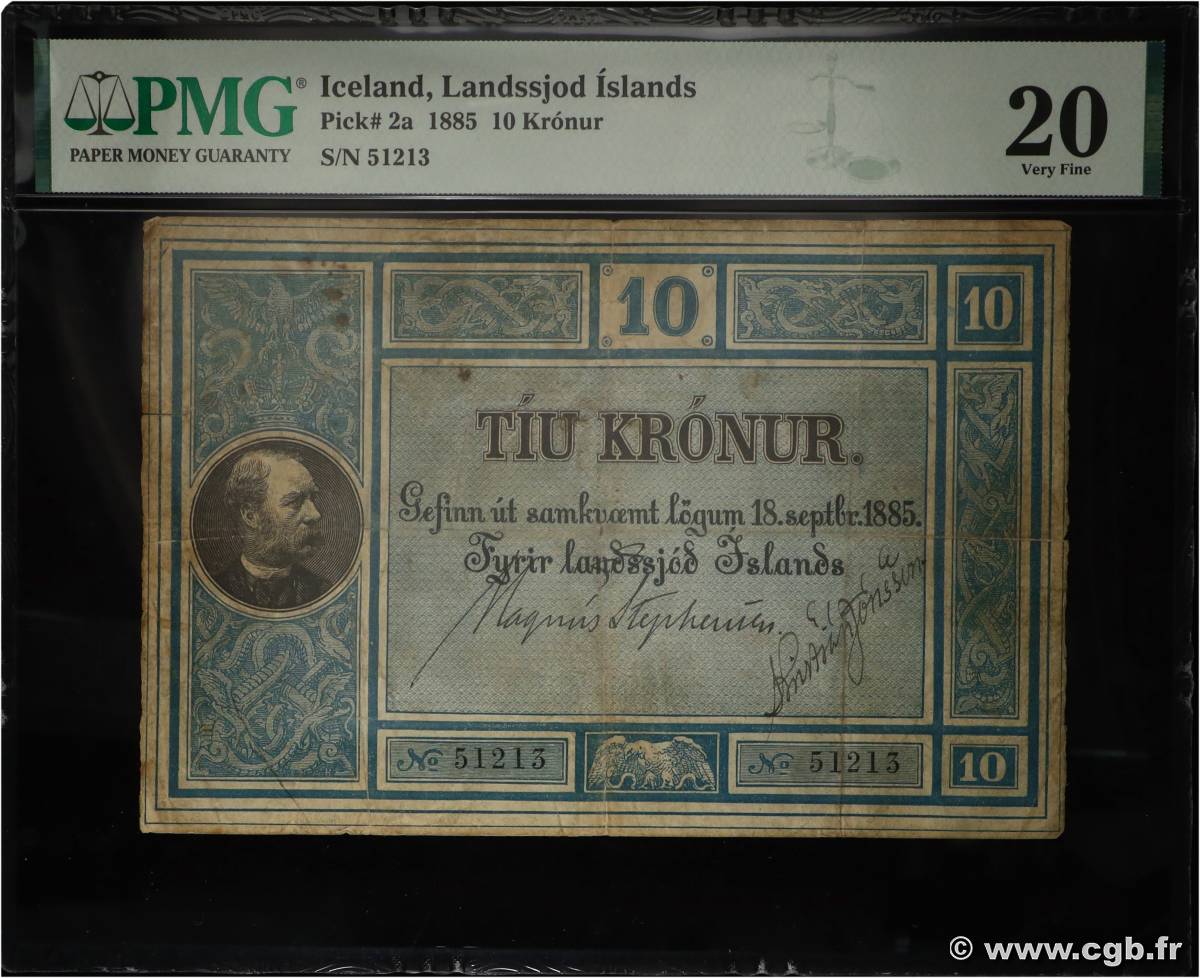 PMG®
PAPER MONEY GUARANTY
Iceland, Landssjod Íslands
Pick# 2a 1885 10 Krónur
S/N 51213
20
Very Fine
10
10
TÍU KRÓNUR.
Gefinn út samkvæmt lögum 18. septbr. 1885.
Fyrir landssjóð Íslands
Magnús Stephensen.
Kristján Jónsson
No 51213
No 51213
10
© www.cgb.fr